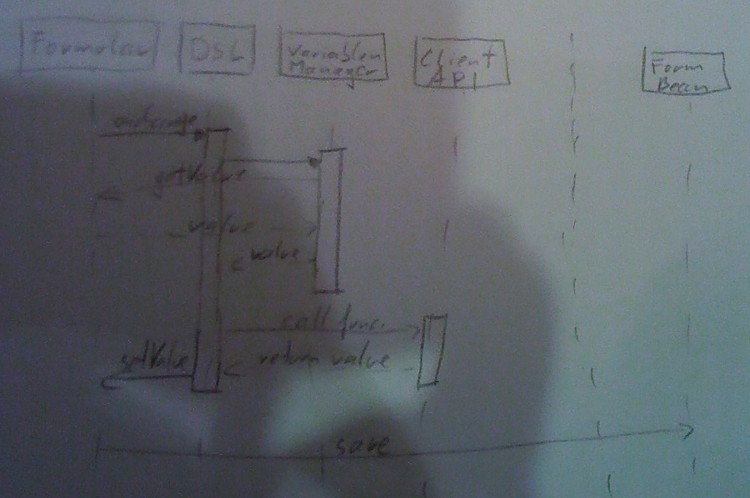 Formular
DSL
Variablen
Manager
Client
API
Form
Bean
onchange
getValue
value
value
call func.
return value
setValue
save